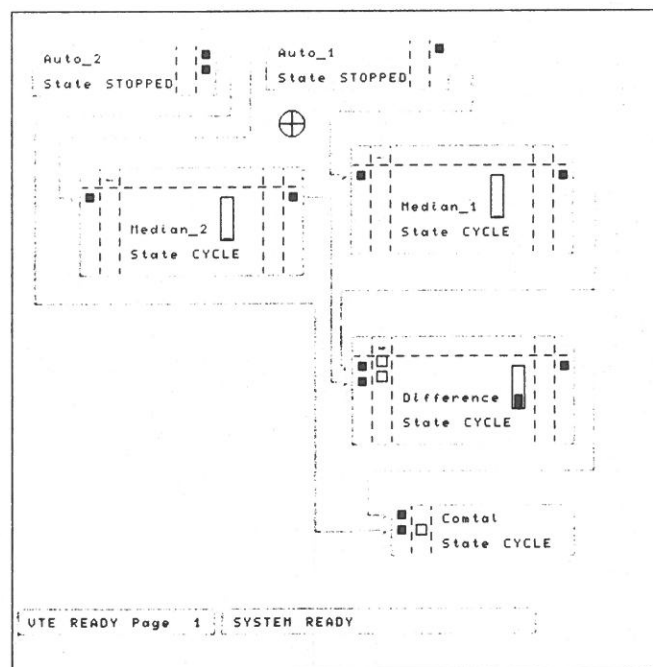 Auto_2
State STOPPED
Auto_1
State STOPPED
Median_2
State CYCLE
Median_1
State CYCLE
Difference
State CYCLE
Comtal
State CYCLE
VTE READY Page 1
SYSTEM READY